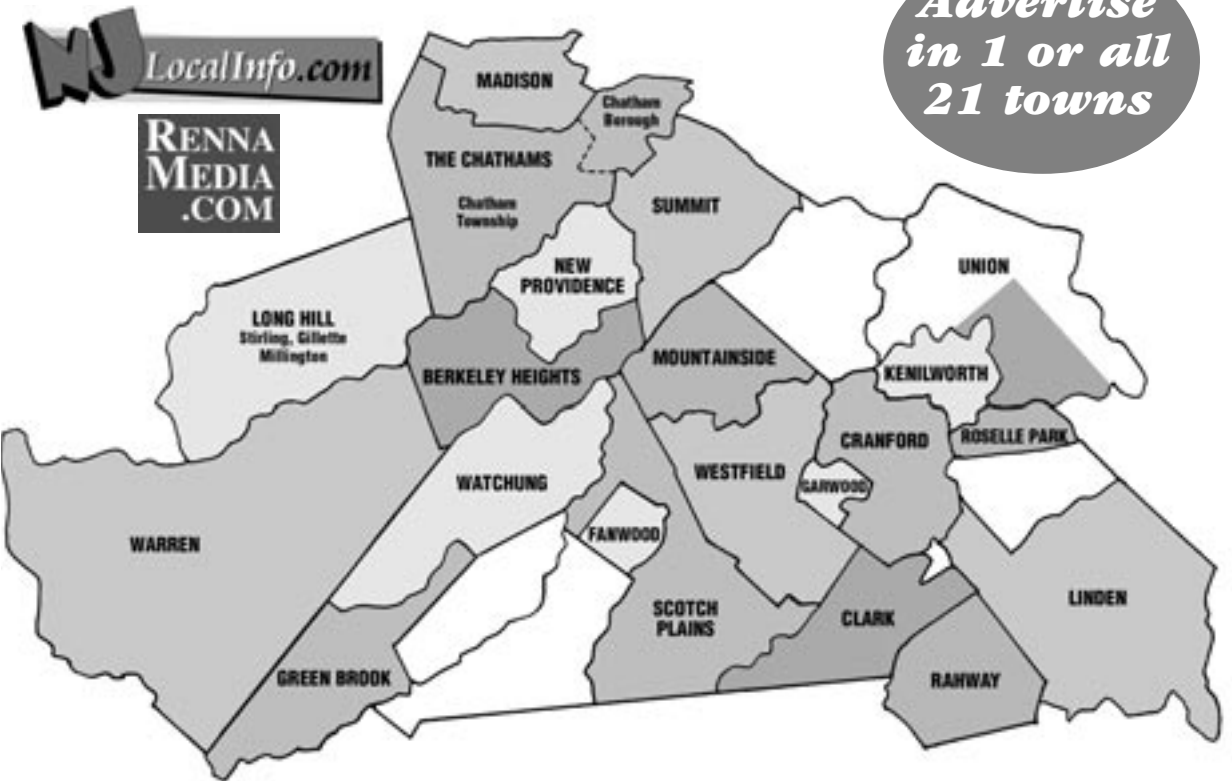 NJ LocalInfo.com
RENNA
MEDIA
.COM
Advertise
in 1 or all
21 towns
MADISON
Chatham
Borough
THE CHATHAMS
Chatham
Township
SUMMIT
NEW
PROVIDENCE
UNION
LONG HILL
Stirling, Gillette
Millington
BERKELEY HEIGHTS
MOUNTAINSIDE
KENILWORTH
CRANFORD
ROSELLE PARK
WATCHUNG
WESTFIELD
GARWOOD
WARREN
FANWOOD
SCOTCH
PLAINS
CLARK
LINDEN
GREEN BROOK
RAHWAY